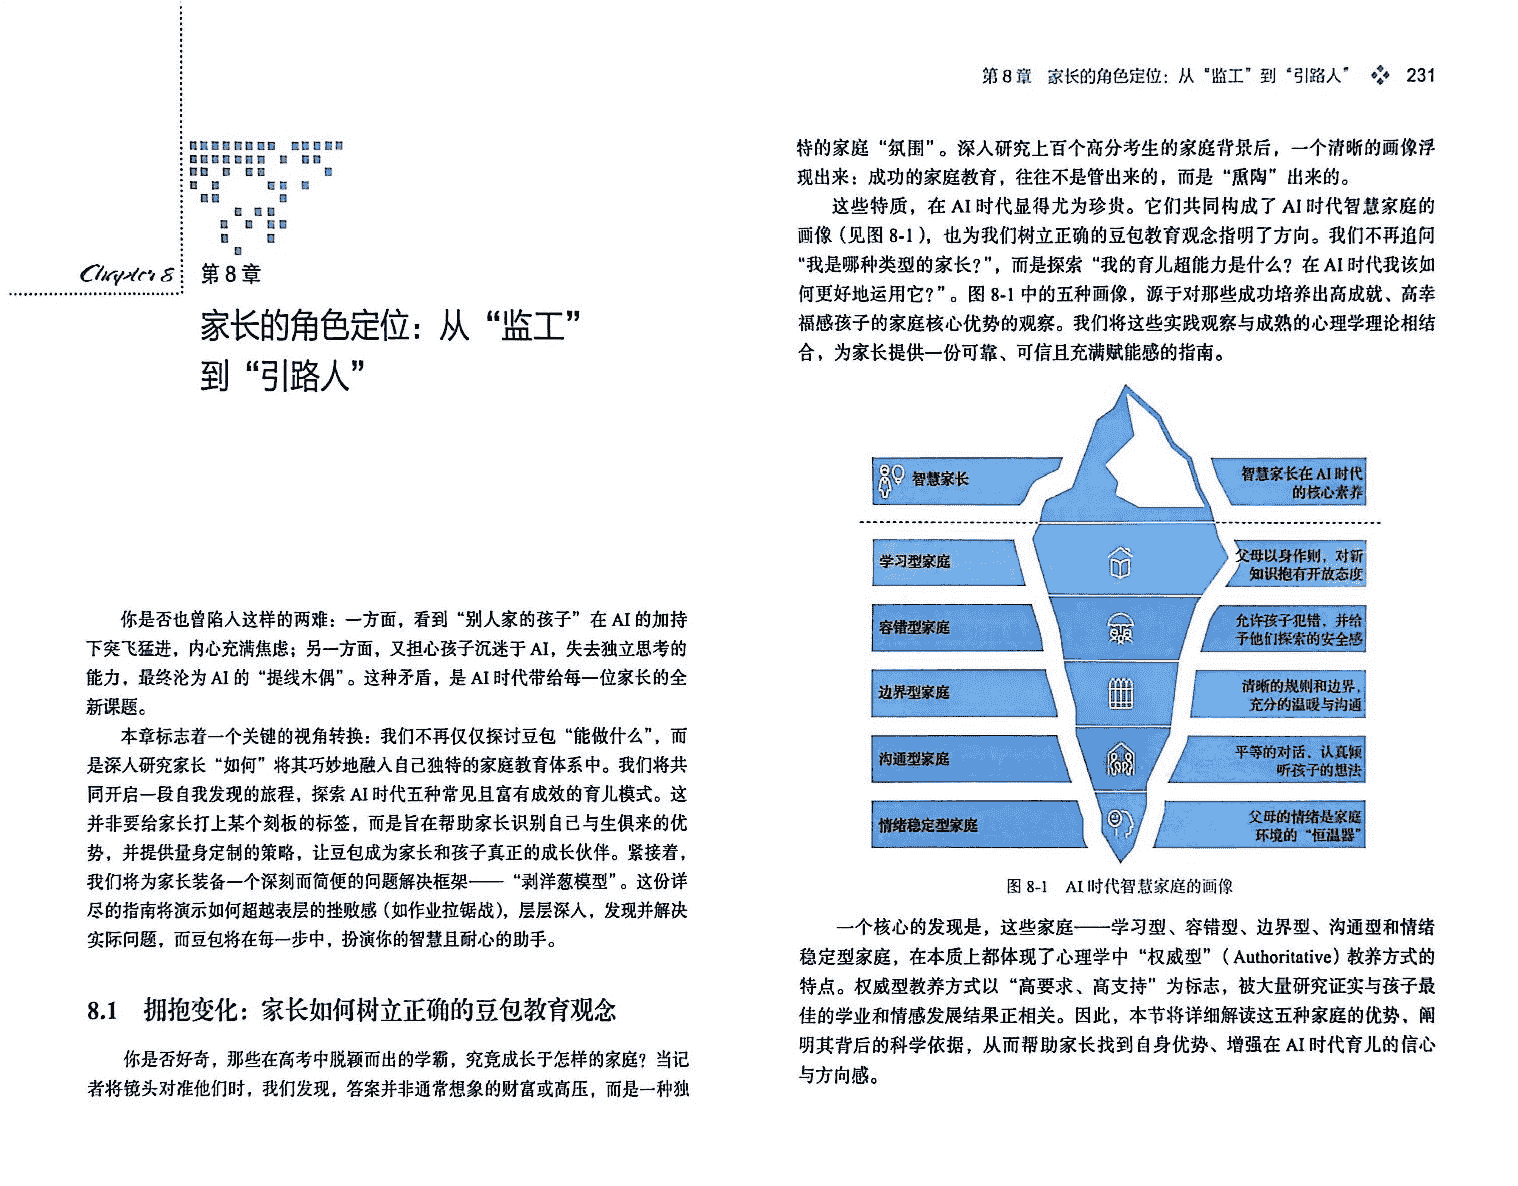 Chapter 8
第8章
家长的角色定位：从“监工”
到“引路人”
你是否也曾陷入这样的两难：一方面，看到“别人家的孩子”在 AI 的加持
下突飞猛进，内心充满焦虑；另一方面，又担心孩子沉迷于 AI，失去独立思考的
能力，最终沦为 AI 的“提线木偶”。这种矛盾，是 AI 时代带给每一位家长的全
新课题。
本章标志着一个关键的视角转换：我们不再仅仅探讨豆包“能做什么”，而
是深入研究家长“如何”将其巧妙地融入自己独特的家庭教育体系中。我们将共
同开启一段自我发现的旅程，探索 AI 时代五种常见且富有成效的育儿模式。这
并非要给家长打上某个刻板的标签，而是旨在帮助家长识别自己与生俱来的优
势，并提供量身定制的策略，让豆包成为家长和孩子真正的成长伙伴。紧接着，
我们将为家长装备一个深刻而简便的问题解决框架——“剥洋葱模型”。这份详
尽的指南将演示如何超越表层的挫败感（如作业拉锯战），层层深入，发现并解决
实际问题，而豆包将在每一步中，扮演你的智慧且耐心的助手。
8.1 拥抱变化：家长如何树立正确的豆包教育观念
你是否好奇，那些在高考中脱颖而出的学霸，究竟成长于怎样的家庭？当记
者将镜头对准他们时，我们发现，答案并非通常想象的财富或高压，而是一种独
第8章 家长的角色定位：从“监工”到“引路人” 231
特的家庭“氛围”。深入研究上百个高分考生的家庭背景后，一个清晰的画像浮
现出来：成功的家庭教育，往往不是管出来的，而是“熏陶”出来的。
这些特质，在 AI 时代显得尤为珍贵。它们共同构成了 AI 时代智慧家庭的
画像（见图 8-1），也为我们树立正确的豆包教育观念指明了方向。我们不再追问
“我是哪种类型的家长？”，而是探索“我的育儿超能力是什么？在 AI 时代我该如
何更好地运用它？”。图 8-1 中的五种画像，源于对那些成功培养出高成就、高幸
福感孩子的家庭核心优势的观察。我们将这些实践观察与成熟的心理学理论相结
合，为家长提供一份可靠、可信且充满赋能感的指南。
智慧家长
智慧家长在 AI 时代
的核心素养
学习型家庭
父母以身作则，对新
知识抱有开放态度
容错型家庭
允许孩子犯错，并给
予他们探索的安全感
边界型家庭
清晰的规则和边界，
充分的温暖与沟通
沟通型家庭
平等的对话，认真倾
听孩子的想法
情绪稳定型家庭
父母的情绪是家庭
环境的“恒温器”
图 8-1 AI 时代智慧家庭的画像
一个核心的发现是，这些家庭——学习型、容错型、边界型、沟通型和情绪
稳定型家庭，在本质上都体现了心理学中“权威型”（Authoritative）教养方式的
特点。权威型教养方式以“高要求、高支持”为标志，被大量研究证实与孩子最
佳的学业和情感发展结果正相关。因此，本节将详细解读这五种家庭的优势，阐
明其背后的科学依据，从而帮助家长找到自身优势、增强在 AI 时代育儿的信心
与方向感。